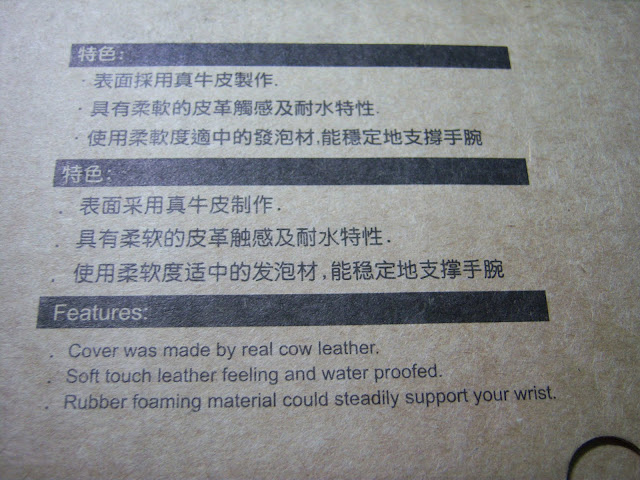 特色:
· 表面採用真牛皮製作.
· 具有柔軟的皮革觸感及耐水特性.
· 使用柔軟度適中的發泡材,能穩定地支撐手腕
特色:
. 表面采用真牛皮制作.
. 具有柔软的皮革触感及耐水特性.
. 使用柔软度适中的发泡材,能稳定地支撑手腕
Features:
. Cover was made by real cow leather.
. Soft touch leather feeling and water proofed.
. Rubber foaming material could steadily support your wrist.